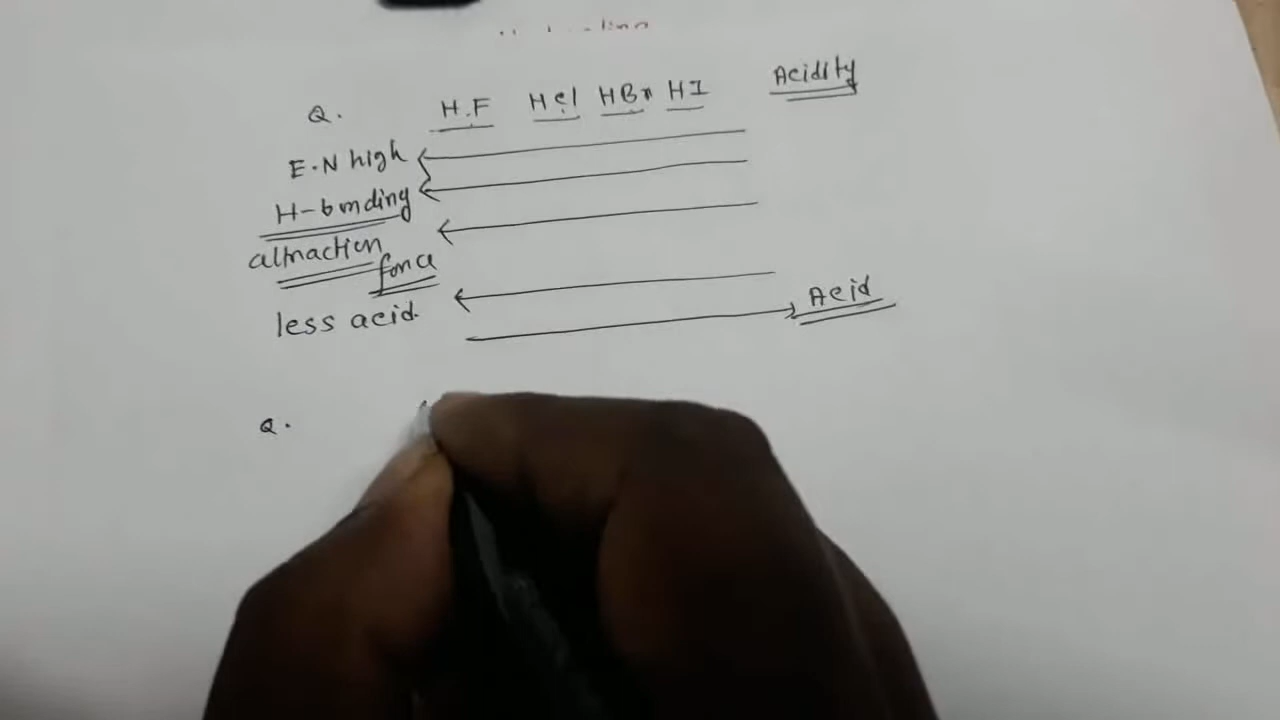 Q. H.F HCl HBr HI Acidity
E.N high
H-bonding
attraction
force
less acid. Acid
Q.